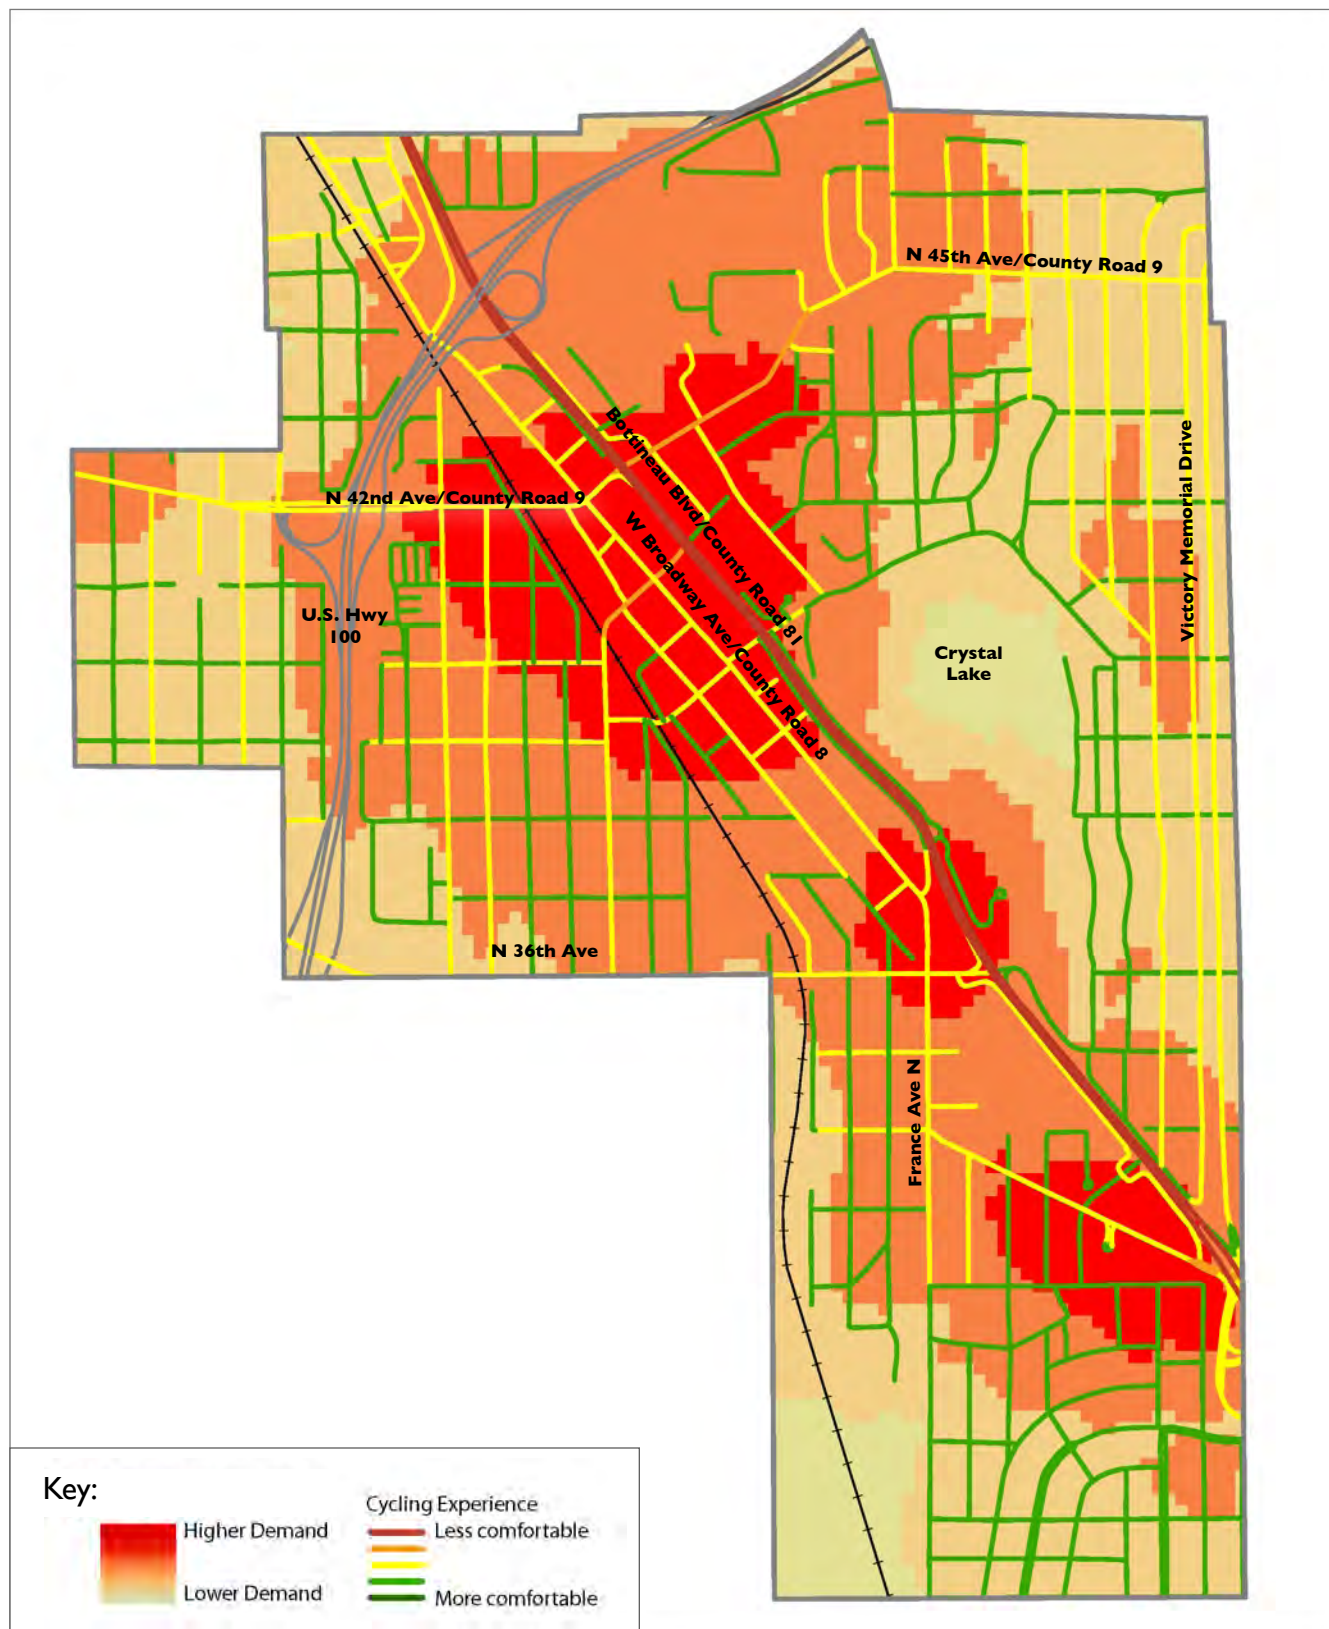 N 45th Ave/County Road 9
Bottineau Blvd/County Road 81
Victory Memorial Drive
N 42nd Ave/County Road 9
W Broadway Ave/County Road 8
U.S. Hwy
100
Crystal
Lake
N 36th Ave
France Ave N
Key:
Higher Demand
Lower Demand
Cycling Experience
Less comfortable
More comfortable